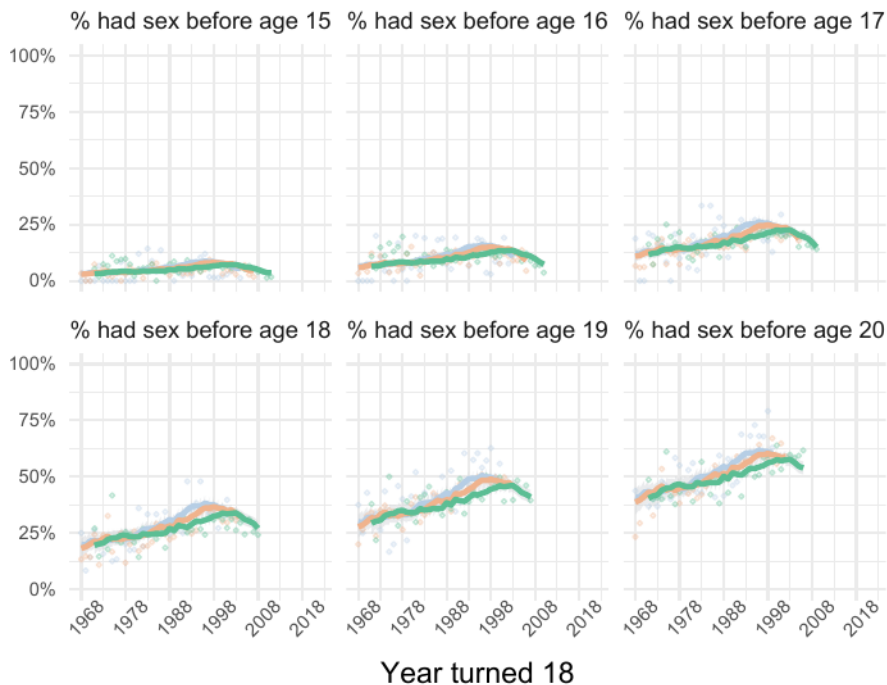 % had sex before age 15 % had sex before age 16 % had sex before age 17
100%
75%
50%
25%
0%
% had sex before age 18 % had sex before age 19 % had sex before age 20
100%
75%
50%
25%
0%
1968 1978 1988 1998 2008 2018 1968 1978 1988 1998 2008 2018 1968 1978 1988 1998 2008 2018
Year turned 18